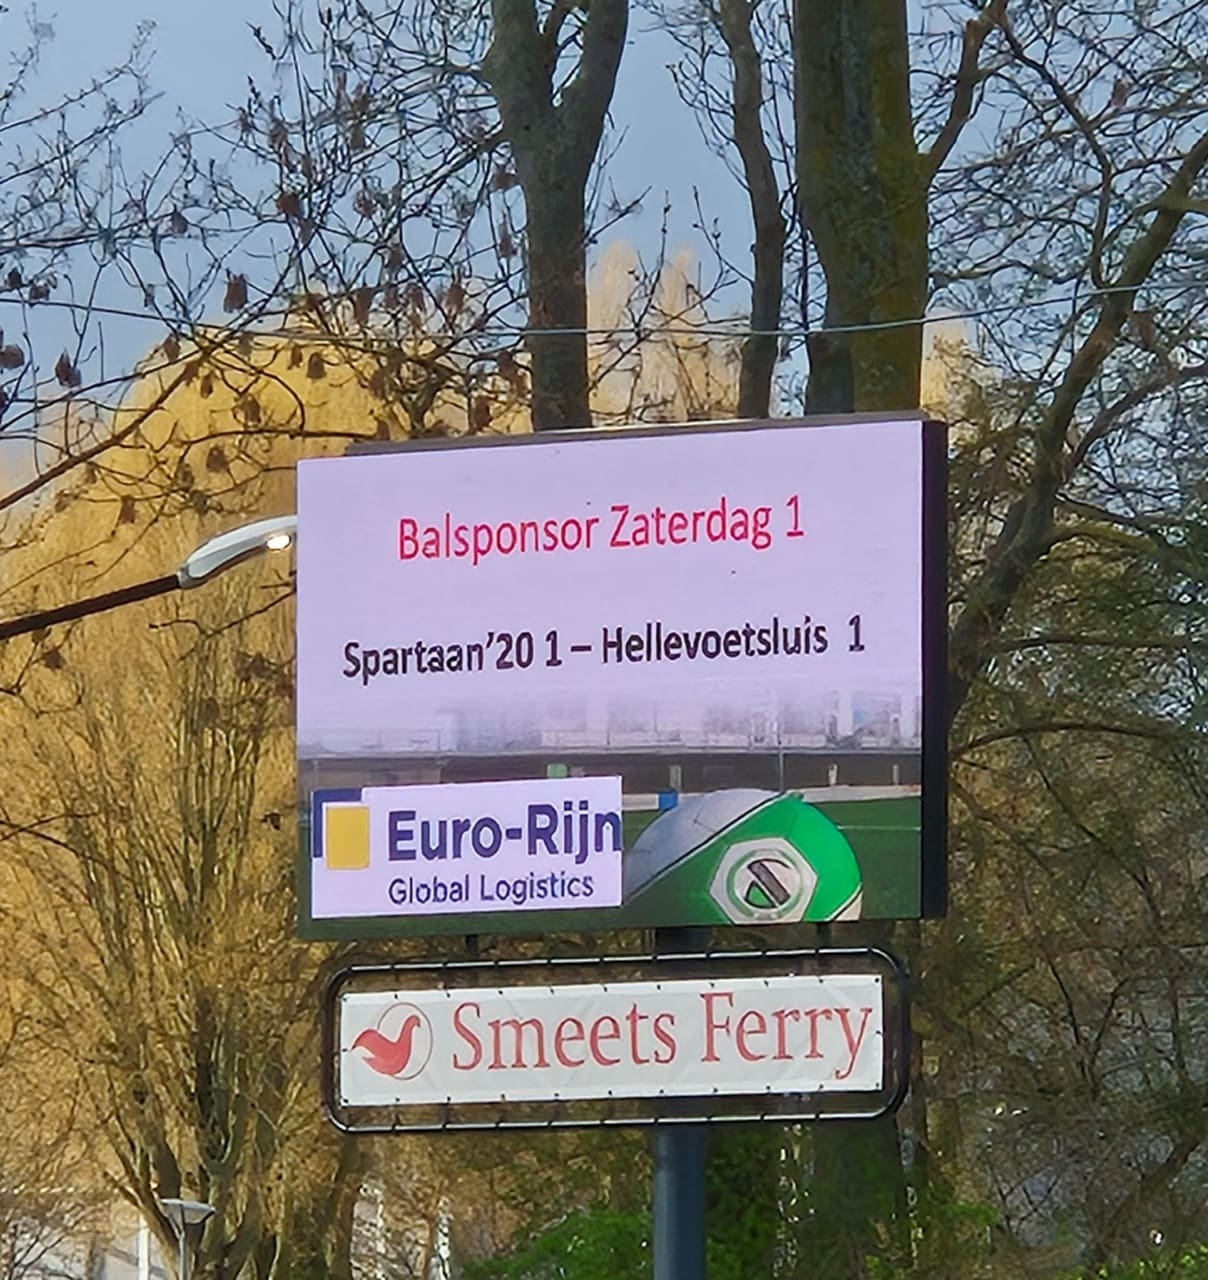 Balsponsor Zaterdag 1
Spartaan'20 1 – Hellevoetsluis 1
Euro-Rijn
Global Logistics
Smeets Ferry